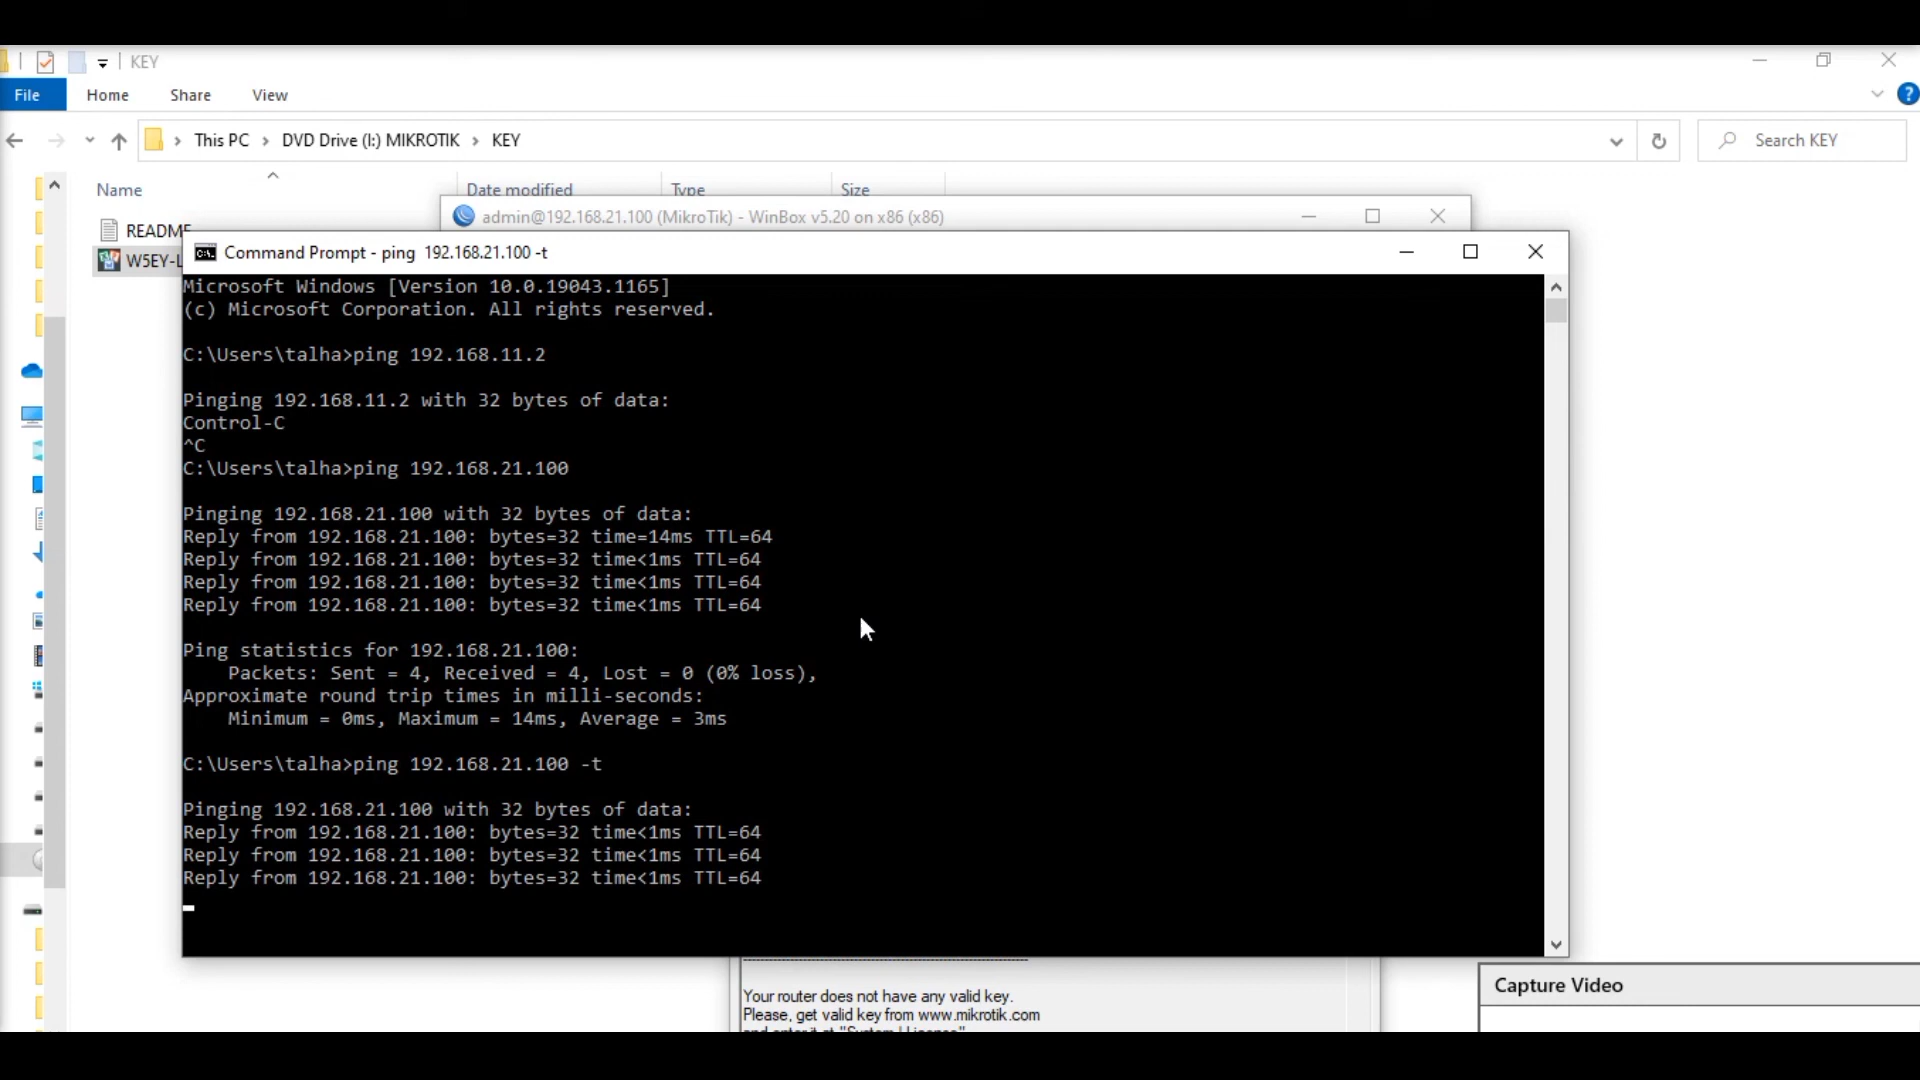 KEY
File Home Share View
This PC > DVD Drive (I:) MIKROTIK > KEY
Search KEY
Name Date modified Type Size
README
W5EY-L
admin@192.168.21.100 (MikroTik) - WinBox v5.20 on x86 (x86)
Command Prompt - ping 192.168.21.100 -t
Microsoft Windows [Version 10.0.19043.1165]
(c) Microsoft Corporation. All rights reserved.
C:\Users\talha>ping 192.168.11.2
Pinging 192.168.11.2 with 32 bytes of data:
Control-C
^C
C:\Users\talha>ping 192.168.21.100
Pinging 192.168.21.100 with 32 bytes of data:
Reply from 192.168.21.100: bytes=32 time=14ms TTL=64
Reply from 192.168.21.100: bytes=32 time<1ms TTL=64
Reply from 192.168.21.100: bytes=32 time<1ms TTL=64
Reply from 192.168.21.100: bytes=32 time<1ms TTL=64
Ping statistics for 192.168.21.100:
Packets: Sent = 4, Received = 4, Lost = 0 (0% loss),
Approximate round trip times in milli-seconds:
Minimum = 0ms, Maximum = 14ms, Average = 3ms
C:\Users\talha>ping 192.168.21.100 -t
Pinging 192.168.21.100 with 32 bytes of data:
Reply from 192.168.21.100: bytes=32 time<1ms TTL=64
Reply from 192.168.21.100: bytes=32 time<1ms TTL=64
Reply from 192.168.21.100: bytes=32 time<1ms TTL=64
Your router does not have any valid key.
Please, get valid key from www.mikrotik.com
and enter it at "System | License"
Capture Video